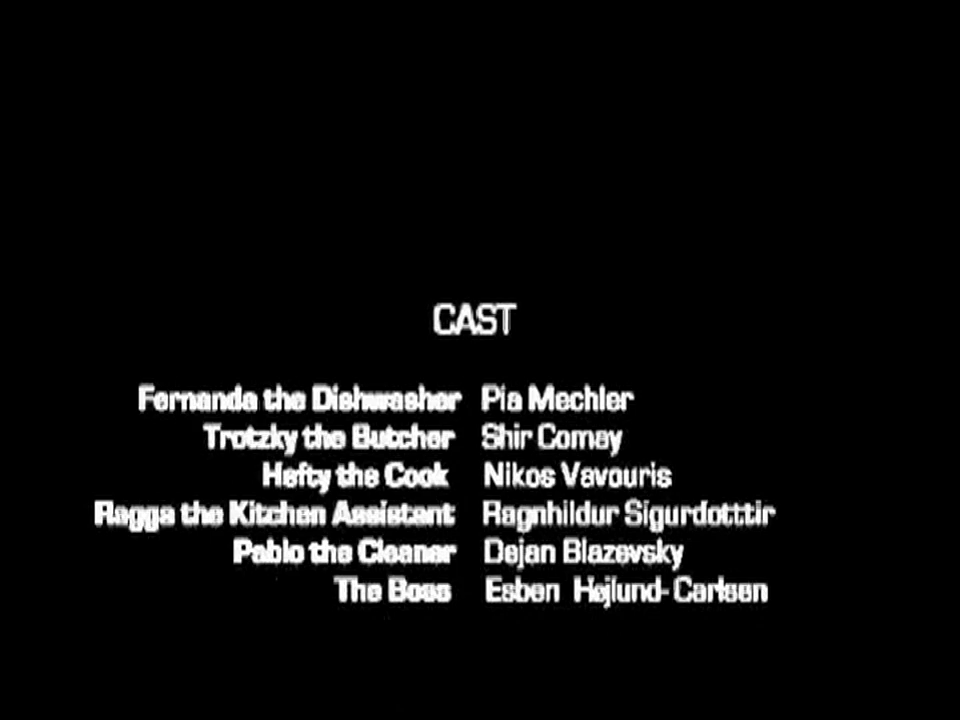 CAST
Fernanda the Dishwasher Pia Mechler
Trotzky the Butcher Shir Comay
Hefty the Cook Nikos Vavouris
Ragga the Kitchen Assistant Ragnhildur Sigurdotttir
Pablo the Cleaner Dejan Blazevsky
The Boss Esben Højlund-Carlsen